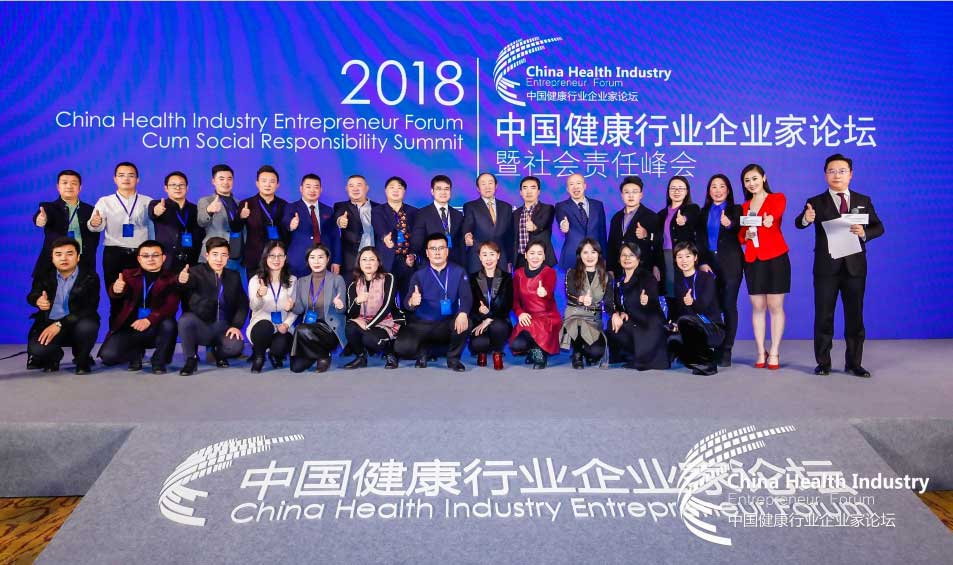 2018
China Health Industry Entrepreneur Forum
Cum Social Responsibility Summit
China Health Industry
Entrepreneur Forum
中国健康行业企业家论坛
中国健康行业企业家论坛
暨社会责任峰会
中国健康行业企业家论坛
China Health Industry Entrepreneur Forum
China Health Industry
Entrepreneur Forum
中国健康行业企业家论坛